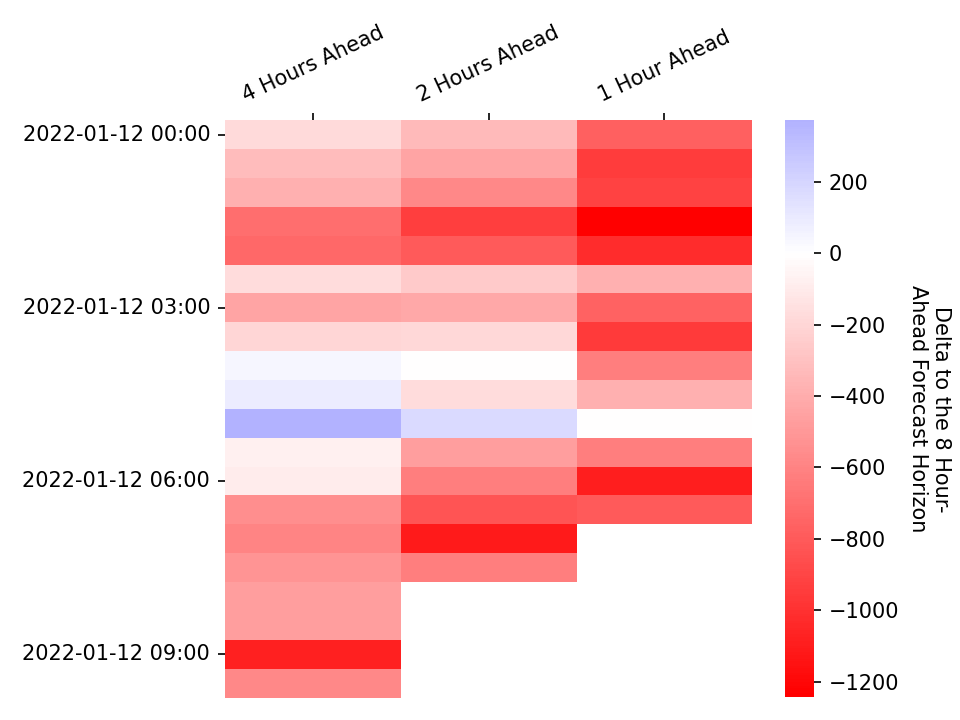 4 Hours Ahead
2 Hours Ahead
1 Hour Ahead
2022-01-12 00:00
2022-01-12 03:00
2022-01-12 06:00
2022-01-12 09:00
200
0
−200
−400
−600
−800
−1000
−1200
Delta to the 8 Hour-
Ahead Forecast Horizon